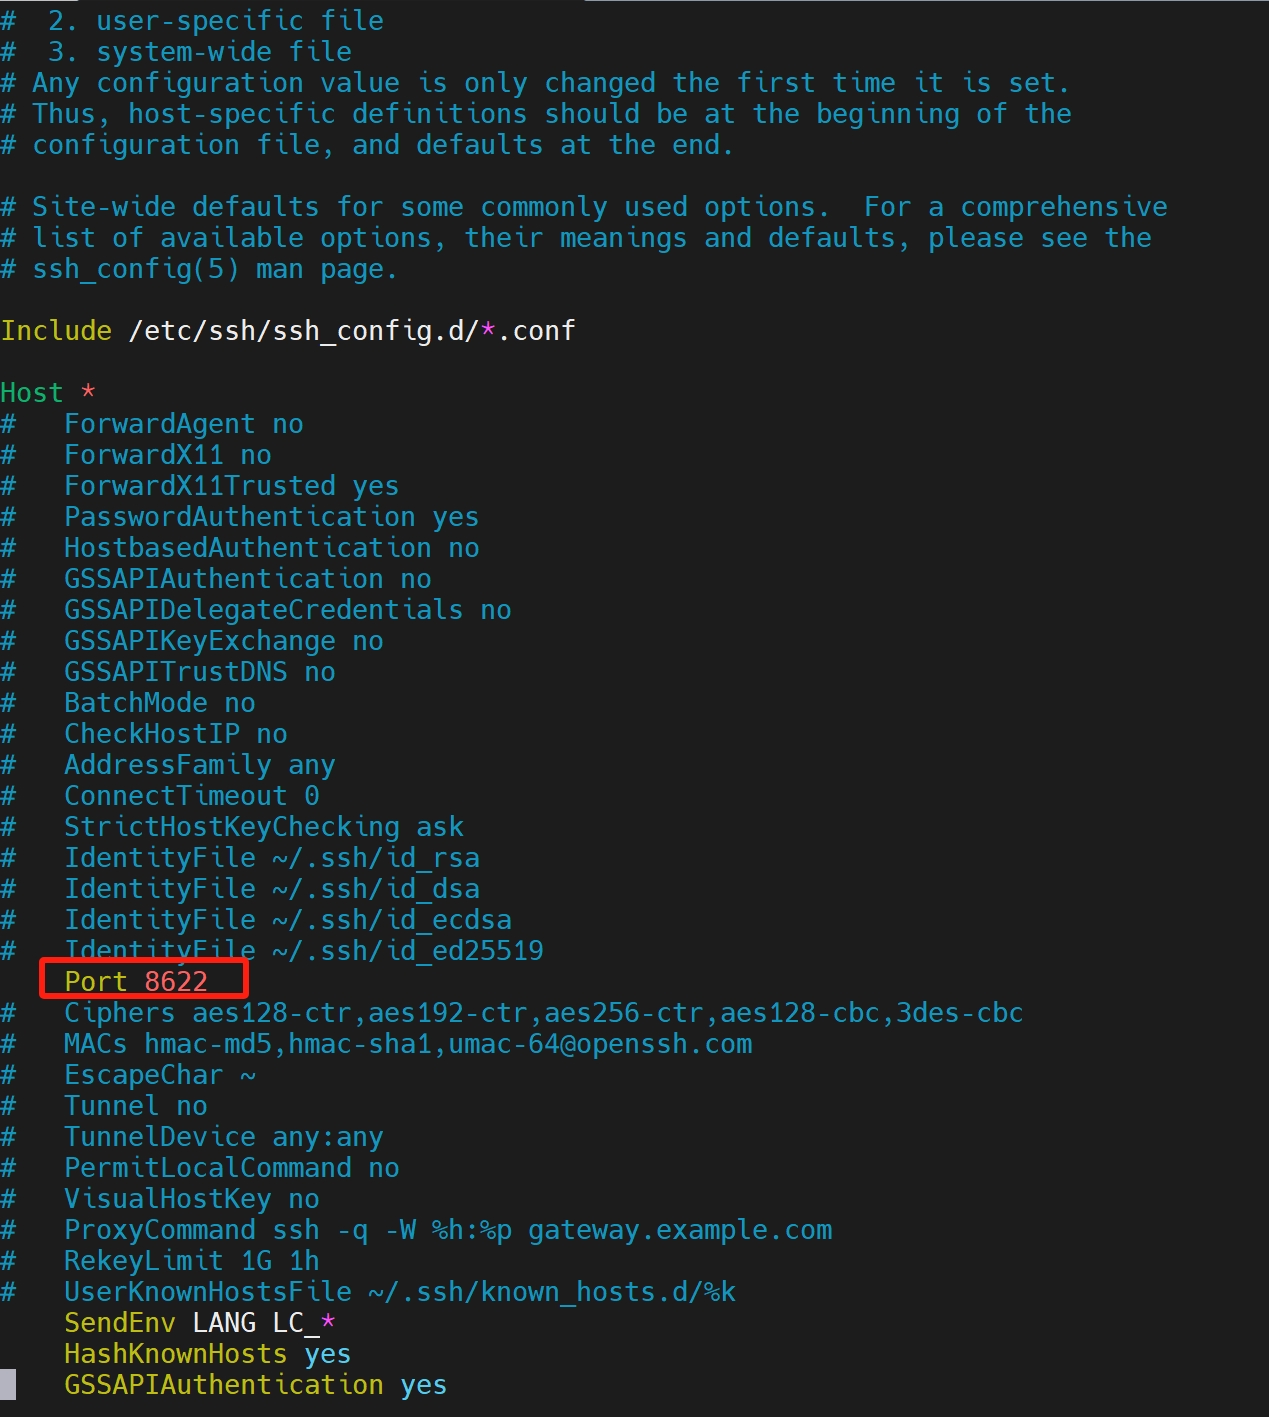 #  2. user-specific file
#  3. system-wide file
# Any configuration value is only changed the first time it is set.
# Thus, host-specific definitions should be at the beginning of the
# configuration file, and defaults at the end.

# Site-wide defaults for some commonly used options.  For a comprehensive
# list of available options, their meanings and defaults, please see the
# ssh_config(5) man page.

Include /etc/ssh/ssh_config.d/*.conf

Host *
#   ForwardAgent no
#   ForwardX11 no
#   ForwardX11Trusted yes
#   PasswordAuthentication yes
#   HostbasedAuthentication no
#   GSSAPIAuthentication no
#   GSSAPIDelegateCredentials no
#   GSSAPIKeyExchange no
#   GSSAPITrustDNS no
#   BatchMode no
#   CheckHostIP no
#   AddressFamily any
#   ConnectTimeout 0
#   StrictHostKeyChecking ask
#   IdentityFile ~/.ssh/id_rsa
#   IdentityFile ~/.ssh/id_dsa
#   IdentityFile ~/.ssh/id_ecdsa
#   IdentityFile ~/.ssh/id_ed25519
    Port 8622
#   Ciphers aes128-ctr,aes192-ctr,aes256-ctr,aes128-cbc,3des-cbc
#   MACs hmac-md5,hmac-sha1,umac-64@openssh.com
#   EscapeChar ~
#   Tunnel no
#   TunnelDevice any:any
#   PermitLocalCommand no
#   VisualHostKey no
#   ProxyCommand ssh -q -W %h:%p gateway.example.com
#   RekeyLimit 1G 1h
#   UserKnownHostsFile ~/.ssh/known_hosts.d/%k
    SendEnv LANG LC_*
    HashKnownHosts yes
    GSSAPIAuthentication yes